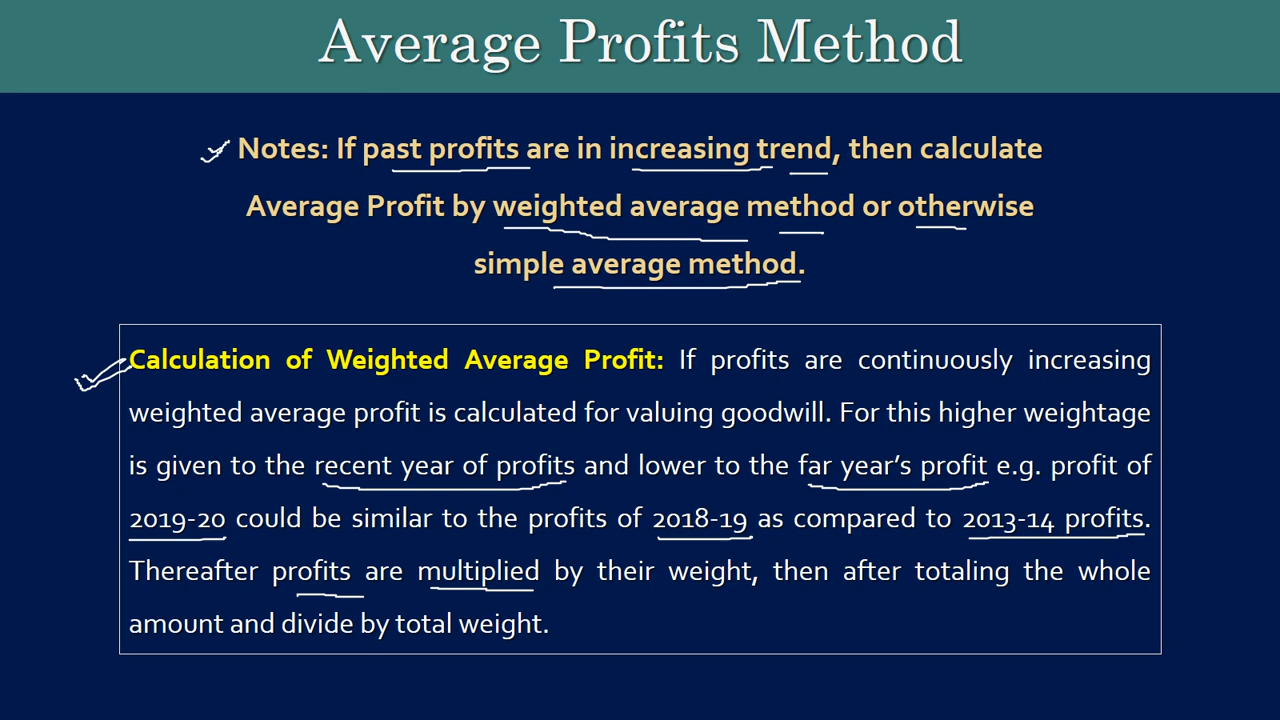 Average Profits Method
Notes: If past profits are in increasing trend, then calculate
Average Profit by weighted average method or otherwise
simple average method.
Calculation of Weighted Average Profit: If profits are continuously increasing
weighted average profit is calculated for valuing goodwill. For this higher weightage
is given to the recent year of profits and lower to the far year's profit e.g. profit of
2019-20 could be similar to the profits of 2018-19 as compared to 2013-14 profits.
Thereafter profits are multiplied by their weight, then after totaling the whole
amount and divide by total weight.